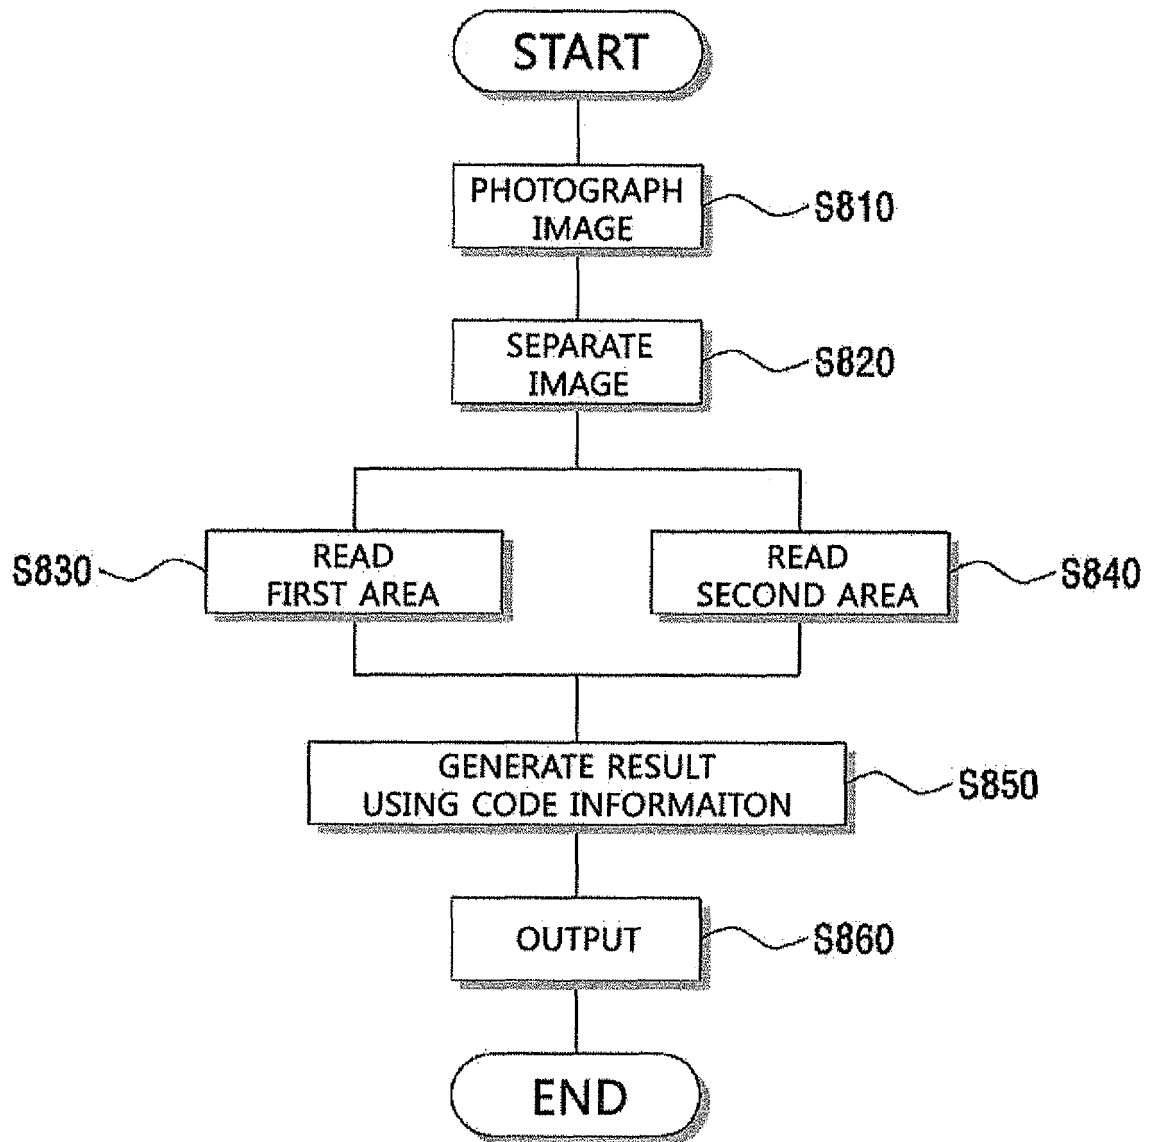 START
PHOTOGRAPH
IMAGE
S810
SEPARATE
IMAGE
S820
S830
READ
FIRST AREA
READ
SECOND AREA
S840
GENERATE RESULT
USING CODE INFORMAITON
S850
OUTPUT
S860
END